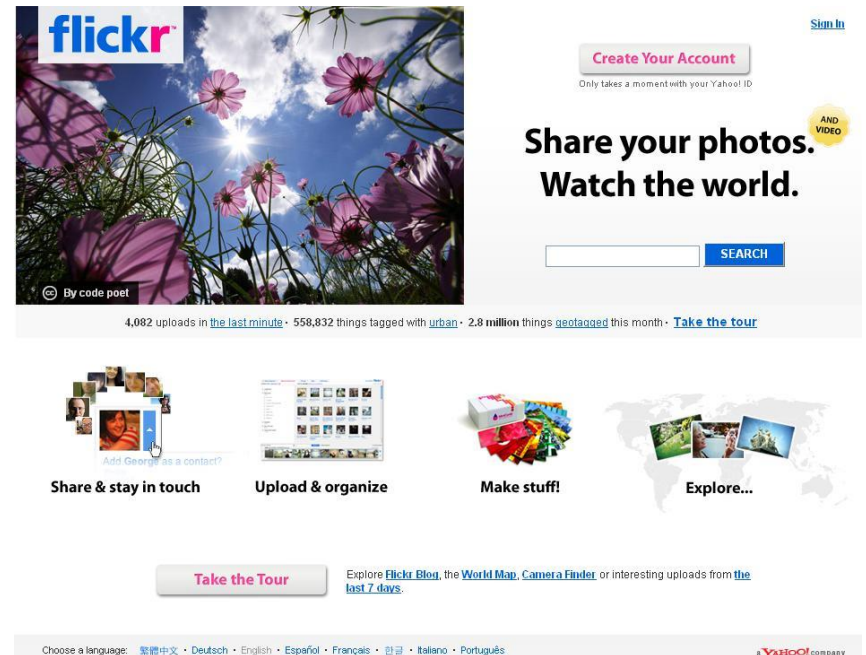 flickr
Sign In
Create Your Account
Only takes a moment with your Yahoo! ID
AND
VIDEO
Share your photos.
Watch the world.
SEARCH
By code poet
4,082 uploads in the last minute · 558,832 things tagged with urban · 2.8 million things geotagged this month · Take the tour
Add George as a contact?
Share & stay in touch
Upload & organize
Make stuff!
Explore...
Take the Tour
Explore Flickr Blog, the World Map, Camera Finder or interesting uploads from the
last 7 days.
Choose a language: 繁體中文 · Deutsch · English · Español · Français · 한글 · Italiano · Português
a YAHOO! company